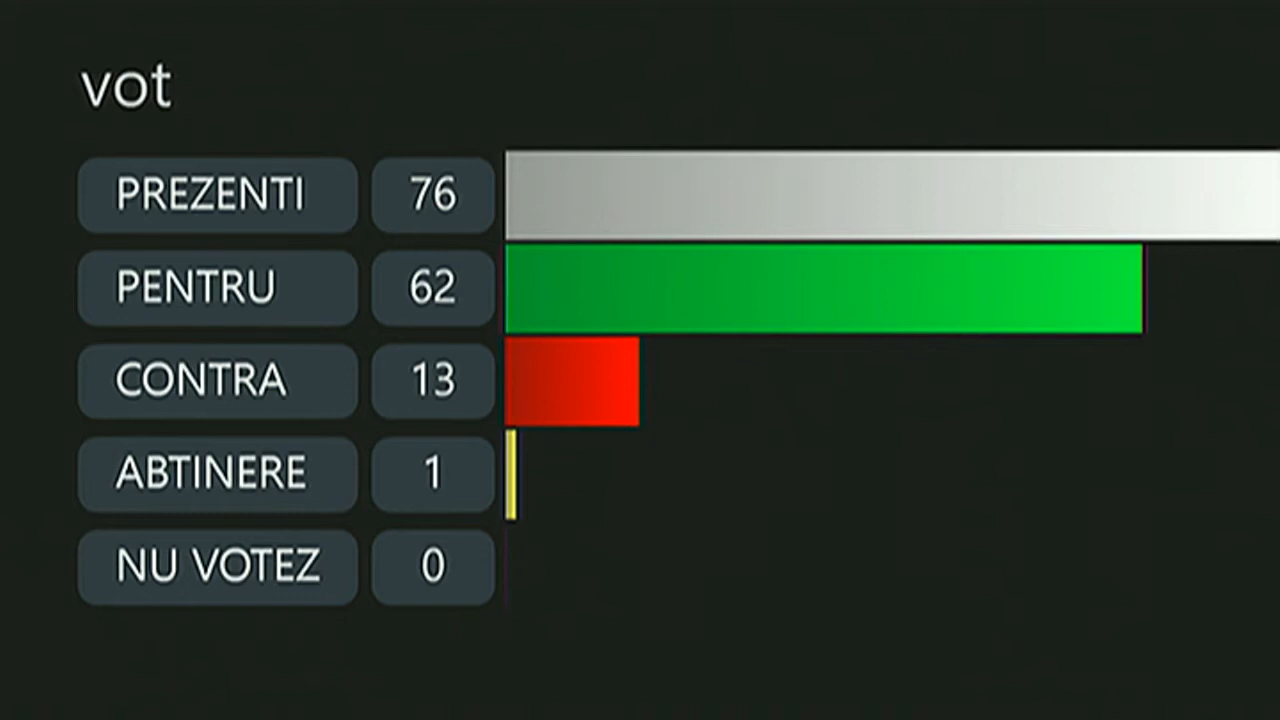 vot
PREZENTI 76
PENTRU 62
CONTRA 13
ABTINERE 1
NU VOTEZ 0